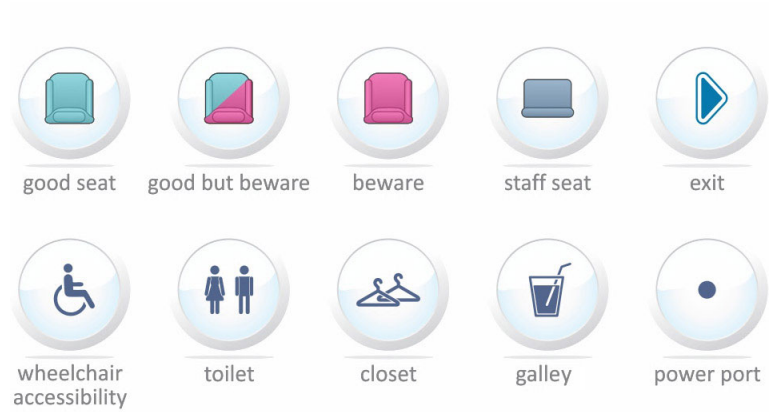 good seat
good but beware
beware
staff seat
exit
wheelchair
accessibility
toilet
closet
galley
power port